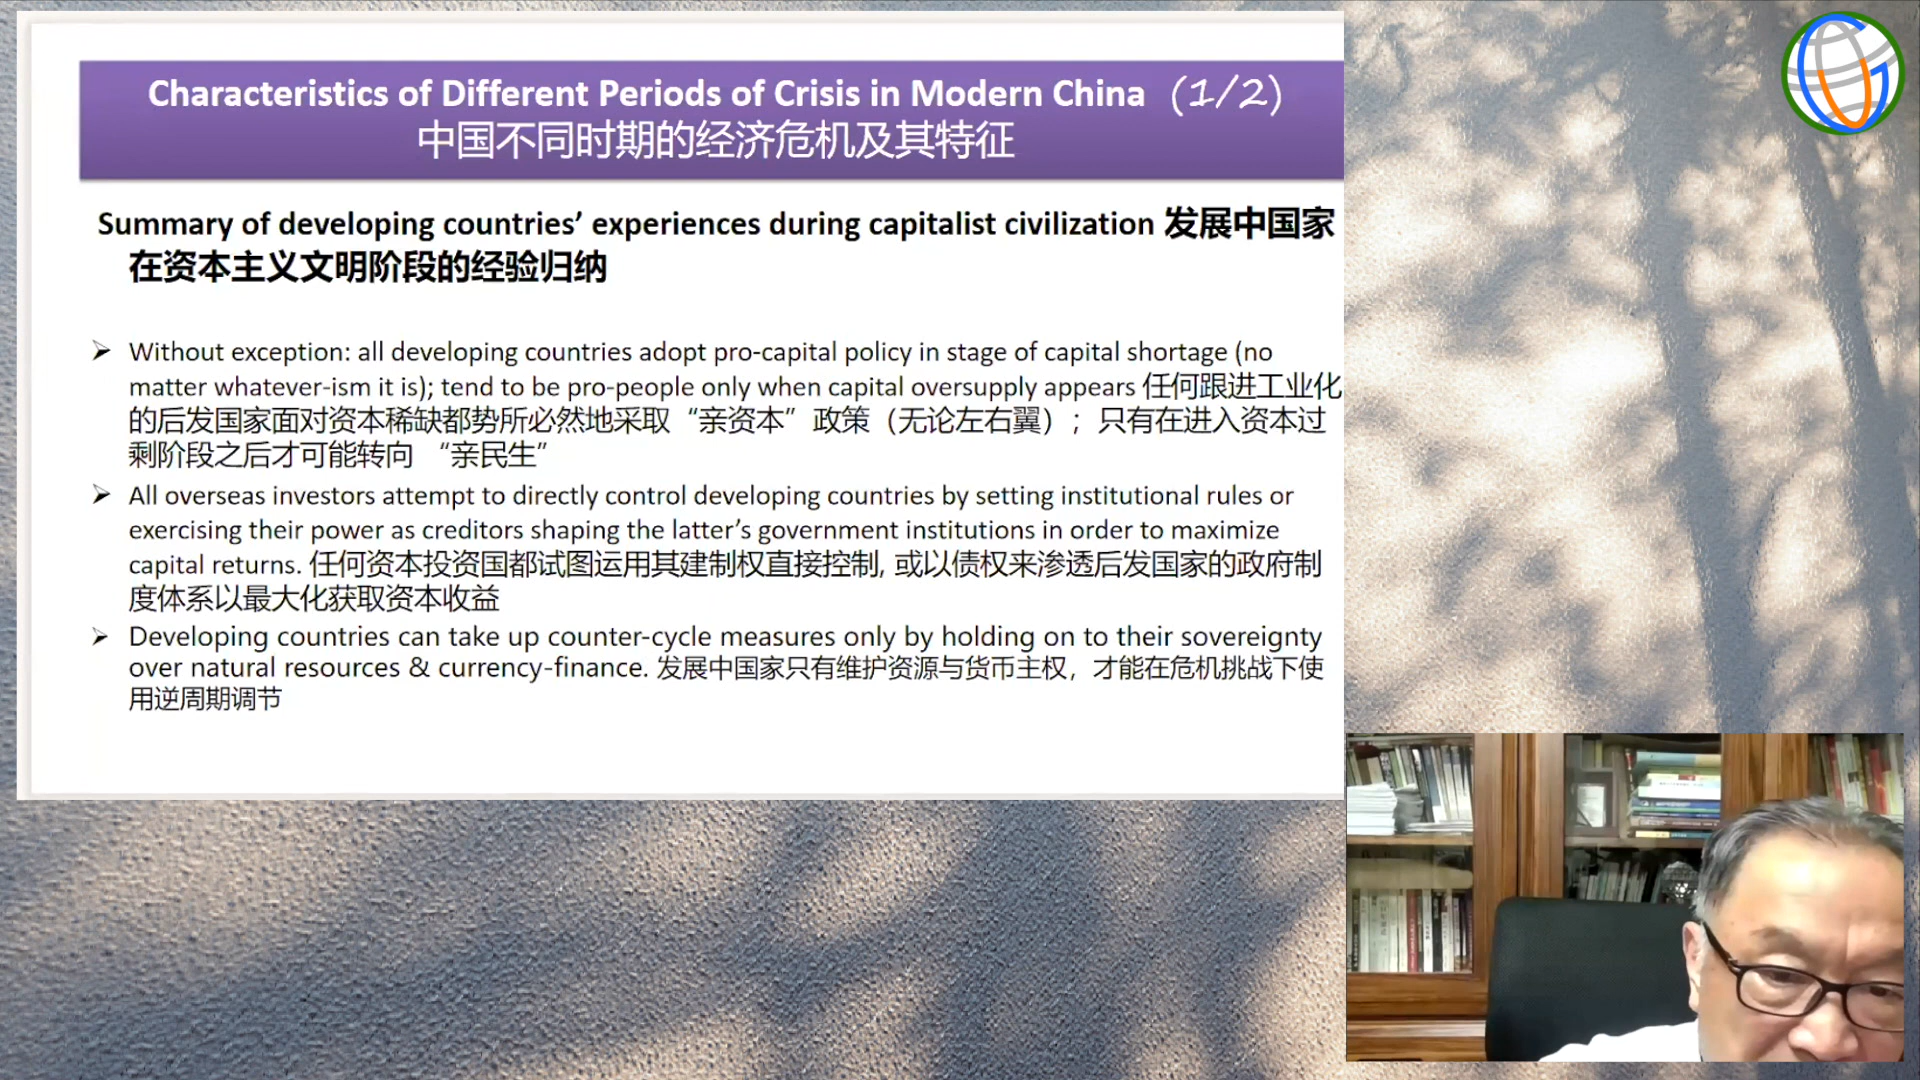 Characteristics of Different Periods of Crisis in Modern China (1/2)
中国不同时期的经济危机及其特征
Summary of developing countries’ experiences during capitalist civilization 发展中国家
在资本主义文明阶段的经验归纳
Without exception: all developing countries adopt pro-capital policy in stage of capital shortage (no
matter whatever-ism it is); tend to be pro-people only when capital oversupply appears 任何跟进工业化
的后发国家面对资本稀缺都势所必然地采取“亲资本”政策（无论左右翼）；只有在进入资本过
剩阶段之后才可能转向 “亲民生”
All overseas investors attempt to directly control developing countries by setting institutional rules or
exercising their power as creditors shaping the latter’s government institutions in order to maximize
capital returns. 任何资本投资国都试图运用其建制权直接控制, 或以债权来渗透后发国家的政府制
度体系以最大化获取资本收益
Developing countries can take up counter-cycle measures only by holding on to their sovereignty
over natural resources & currency-finance. 发展中国家只有维护资源与货币主权，才能在危机挑战下使
用逆周期调节